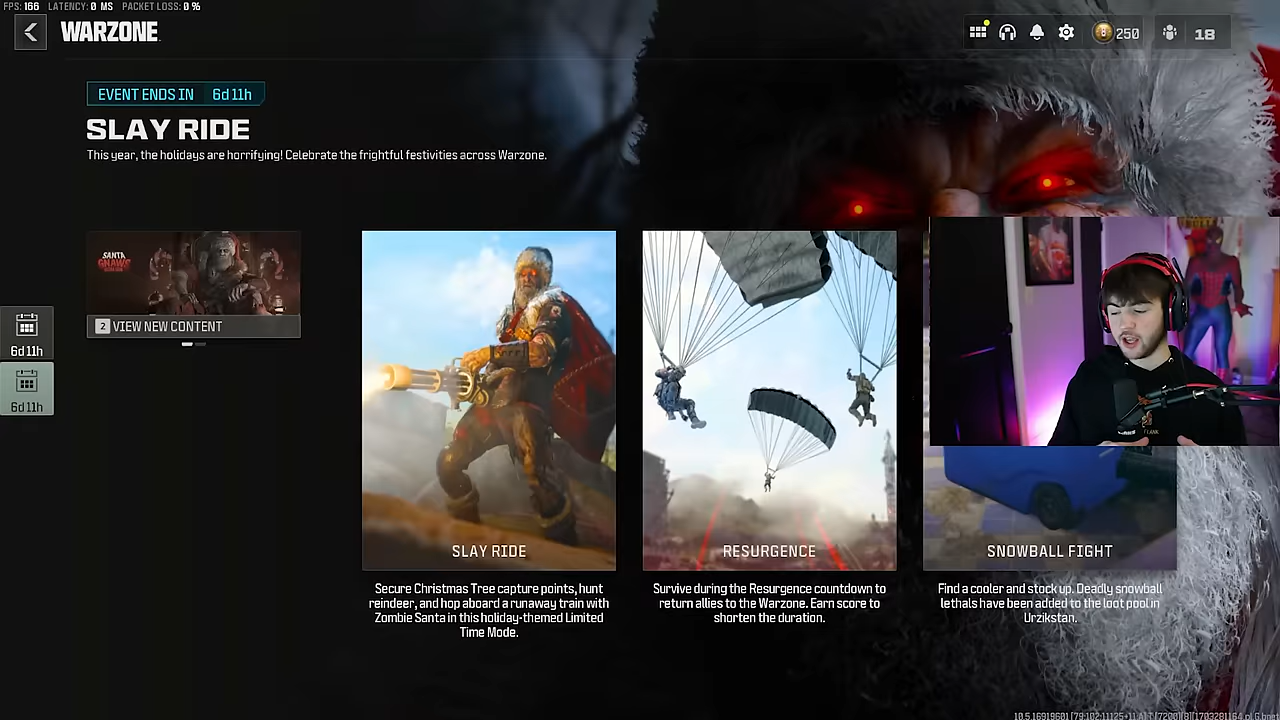 FPS: 166 LATENCY: 0 MS PACKET LOSS: 0 %
WARZONE
250
18
EVENT ENDS IN 6d 11h
SLAY RIDE
This year, the holidays are horrifying! Celebrate the frightful festivities across Warzone.
SANTA
GNAWS
2 VIEW NEW CONTENT
6d 11h
6d 11h
SLAY RIDE
Secure Christmas Tree capture points, hunt
reindeer, and hop aboard a runaway train with
Zombie Santa in this holiday-themed Limited
Time Mode.
RESURGENCE
Survive during the Resurgence countdown to
return allies to the Warzone. Earn score to
shorten the duration.
SNOWBALL FIGHT
Find a cooler and stock up. Deadly snowball
lethals have been added to the loot pool in
Urzikstan.